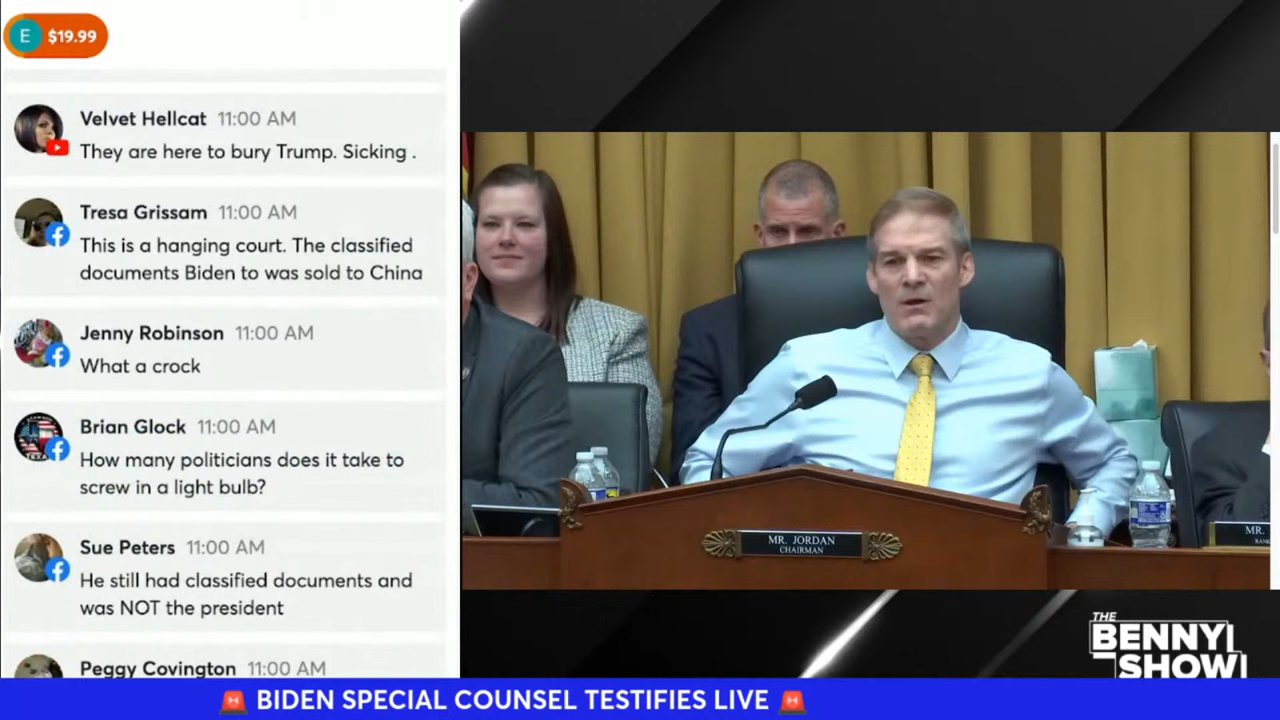 E $19.99
Velvet Hellcat 11:00 AM
They are here to bury Trump. Sicking .
Tresa Grissam 11:00 AM
This is a hanging court. The classified
documents Biden to was sold to China
Jenny Robinson 11:00 AM
What a crock
Brian Glock 11:00 AM
How many politicians does it take to
screw in a light bulb?
Sue Peters 11:00 AM
He still had classified documents and
was NOT the president
Peggy Covington 11:00 AM
MR. JORDAN
CHAIRMAN
MR.
THE
BENNY
SHOW
🚨 BIDEN SPECIAL COUNSEL TESTIFIES LIVE 🚨